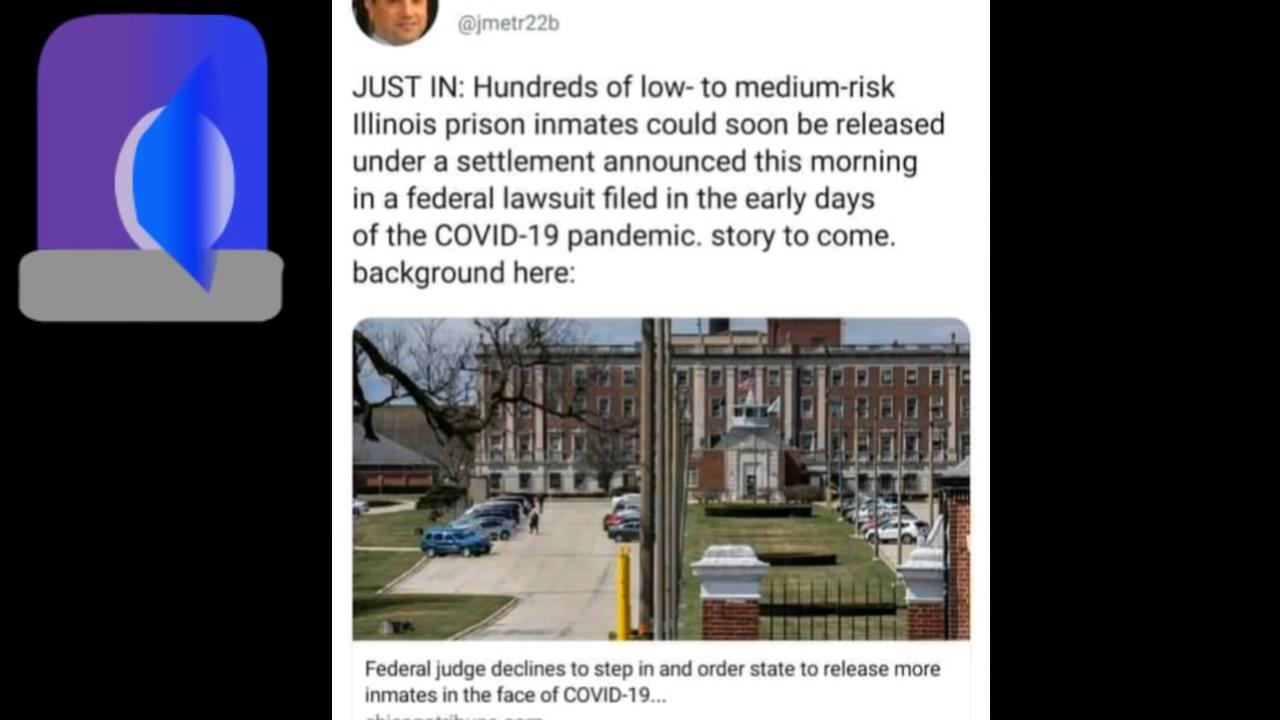 @jmetr22b
JUST IN: Hundreds of low- to medium-risk
Illinois prison inmates could soon be released
under a settlement announced this morning
in a federal lawsuit filed in the early days
of the COVID-19 pandemic. story to come.
background here:
Federal judge declines to step in and order state to release more
inmates in the face of COVID-19...